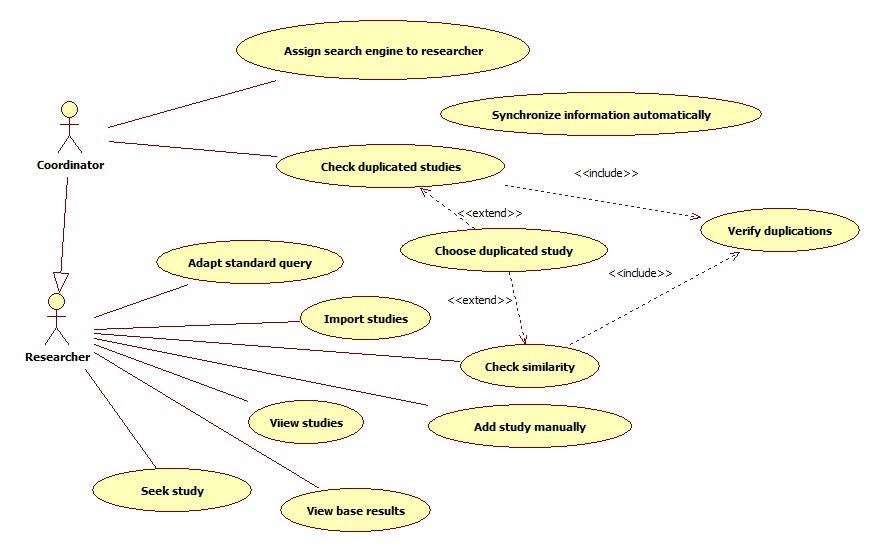 Assign search engine to researcher
Synchronize information automatically
Coordinator
Check duplicated studies
<<include>>
<<extend>>
Verify duplications
Choose duplicated study
Adapt standard query
<<include>>
<<extend>>
Import studies
Researcher
Check similarity
Viiew studies
Add study manually
Seek study
View base results